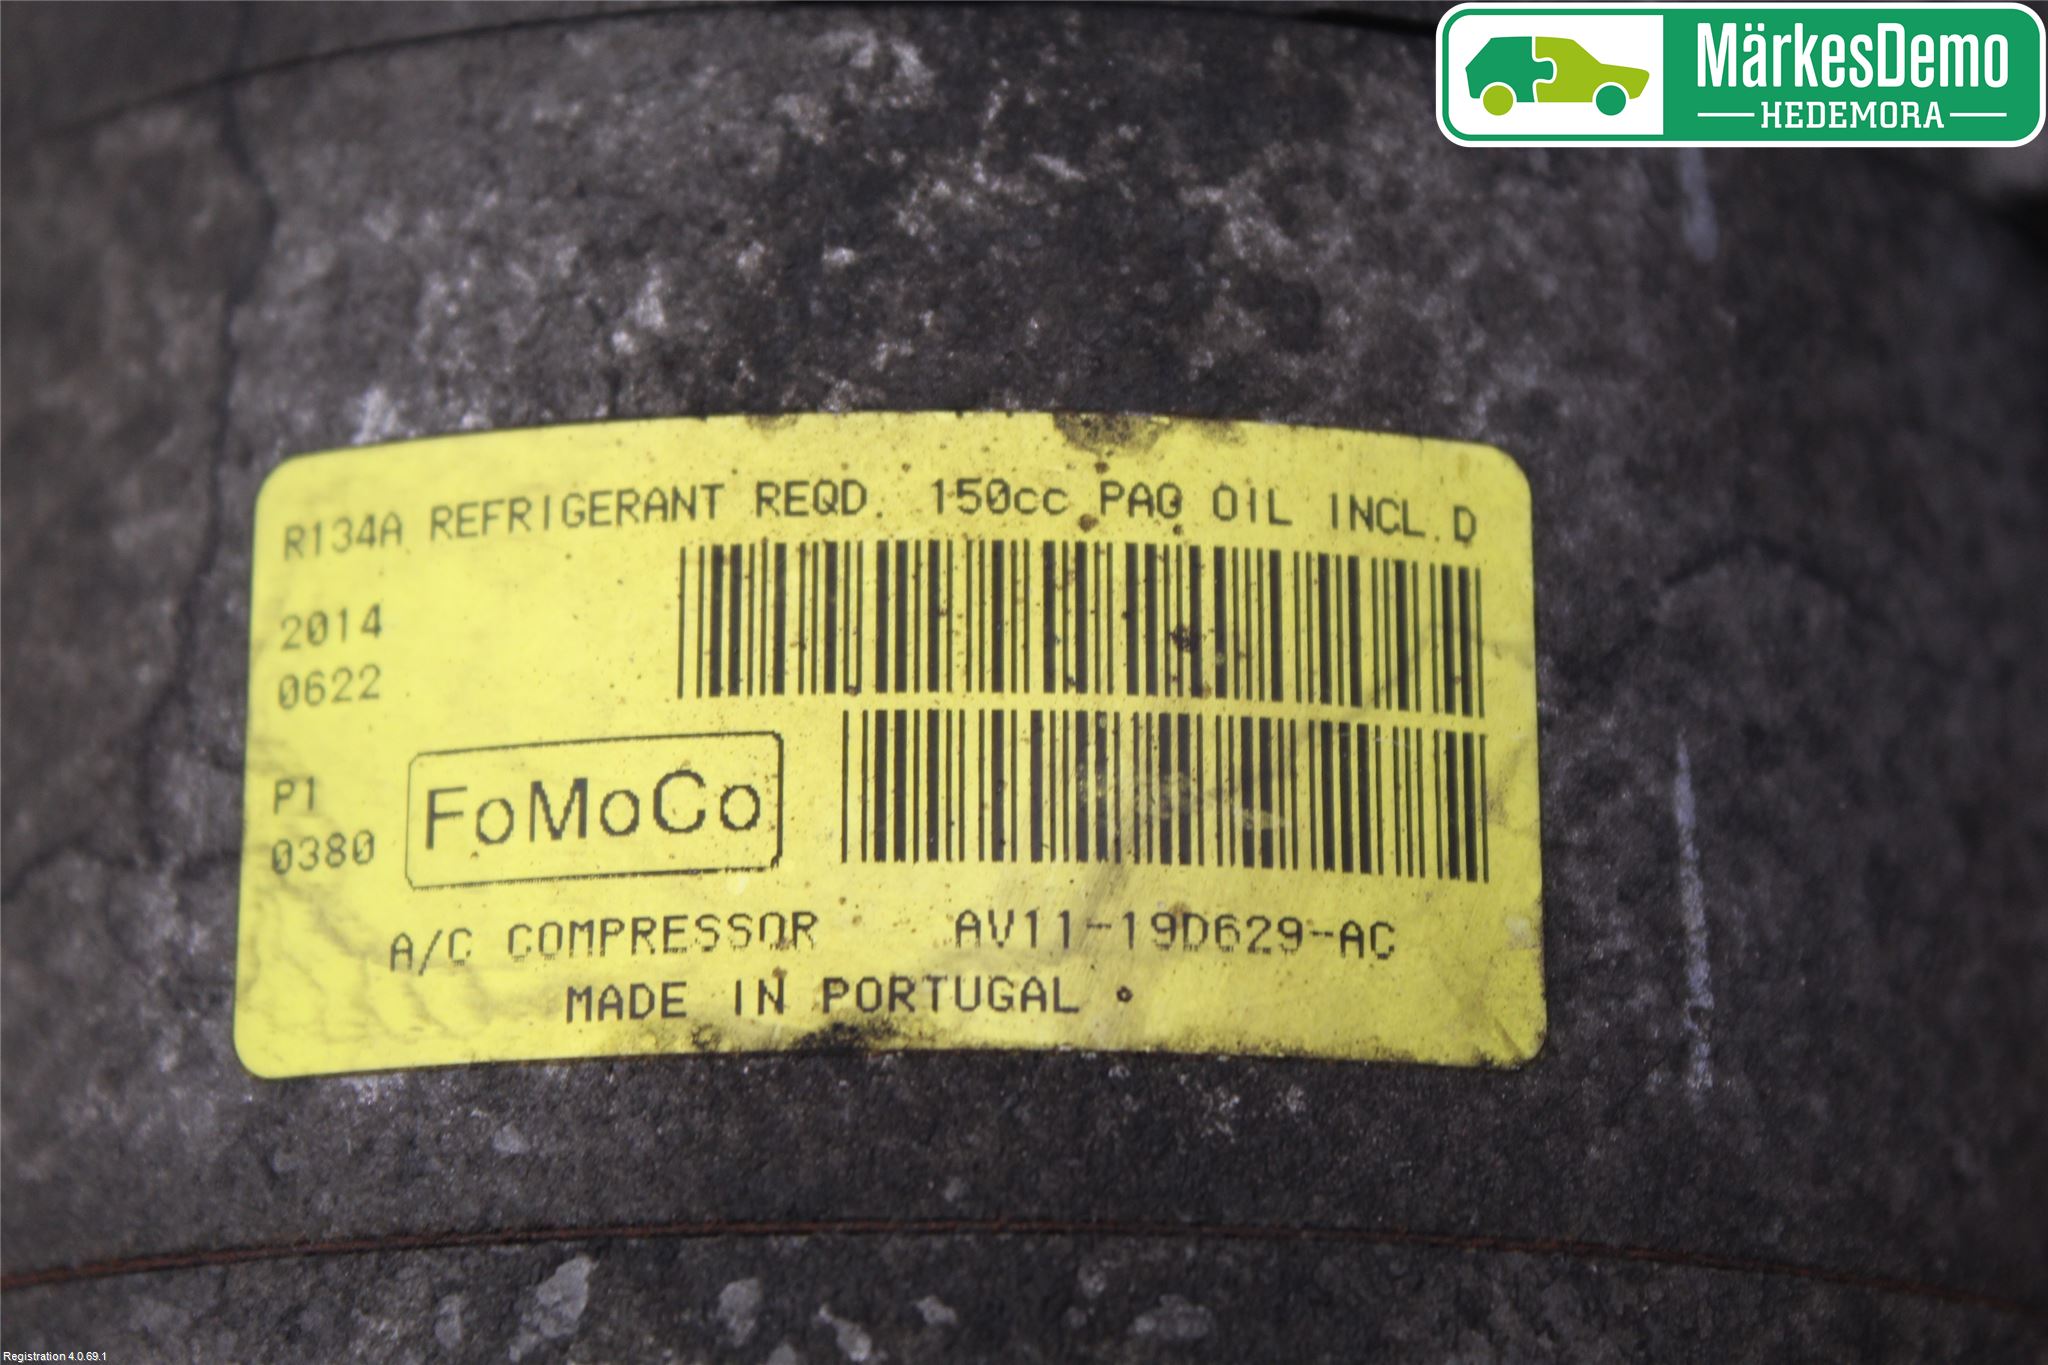 MärkesDemo
HEDEMORA
R134A REFRIGERANT REQD. 150cc PAG OIL INCL.D
2014
0622
P1
0380
FoMoCo
A/C COMPRESSOR AV11-19D629-AC
MADE IN PORTUGAL
Registration 4.0.69.1